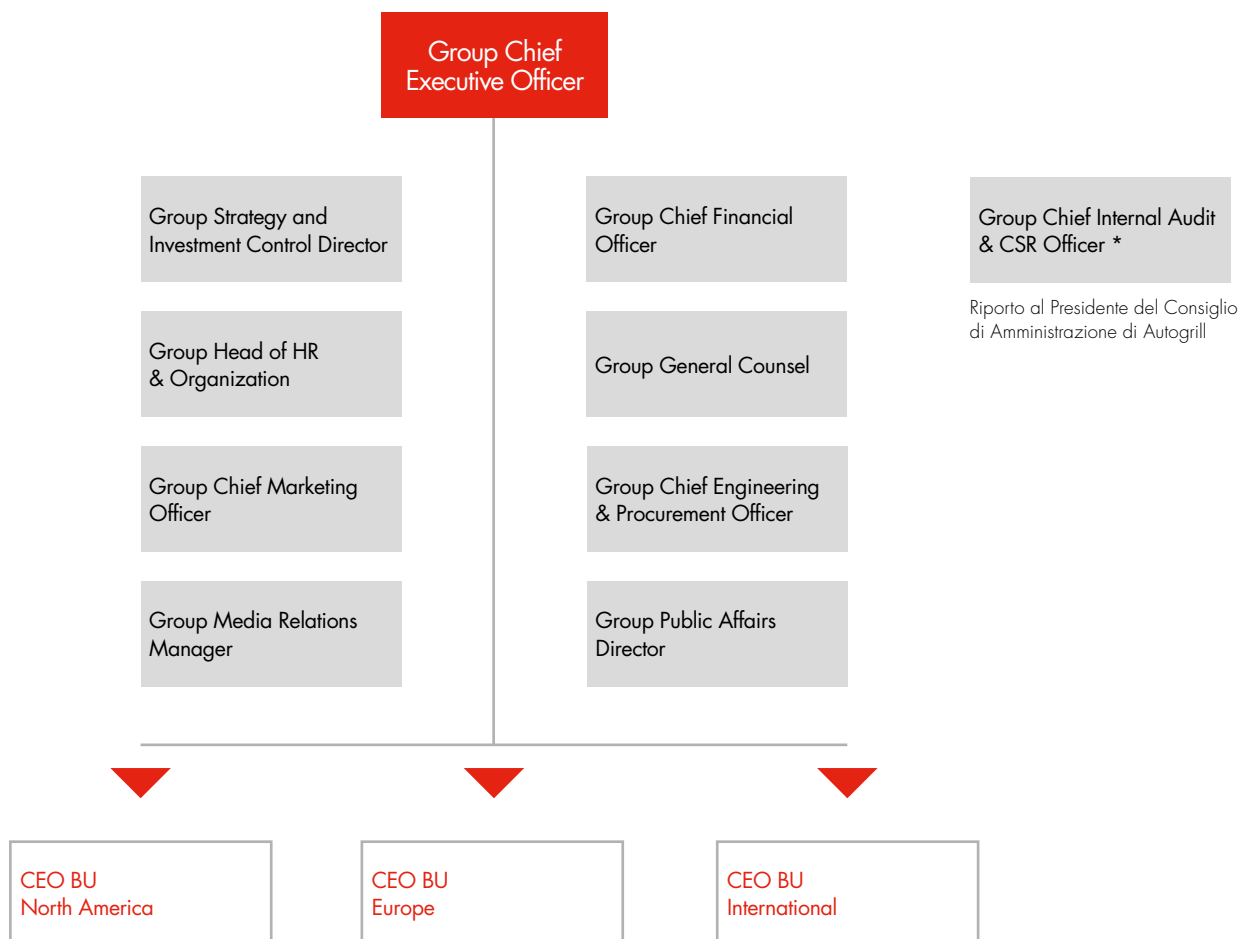 Group Chief
Executive Officer
Group Strategy and
Investment Control Director
Group Chief Financial
Officer
Group Chief Internal Audit
& CSR Officer *
Riporto al Presidente del Consiglio
di Amministrazione di Autogrill
Group Head of HR
& Organization
Group General Counsel
Group Chief Marketing
Officer
Group Chief Engineering
& Procurement Officer
Group Media Relations
Manager
Group Public Affairs
Director
CEO BU
North America
CEO BU
Europe
CEO BU
International